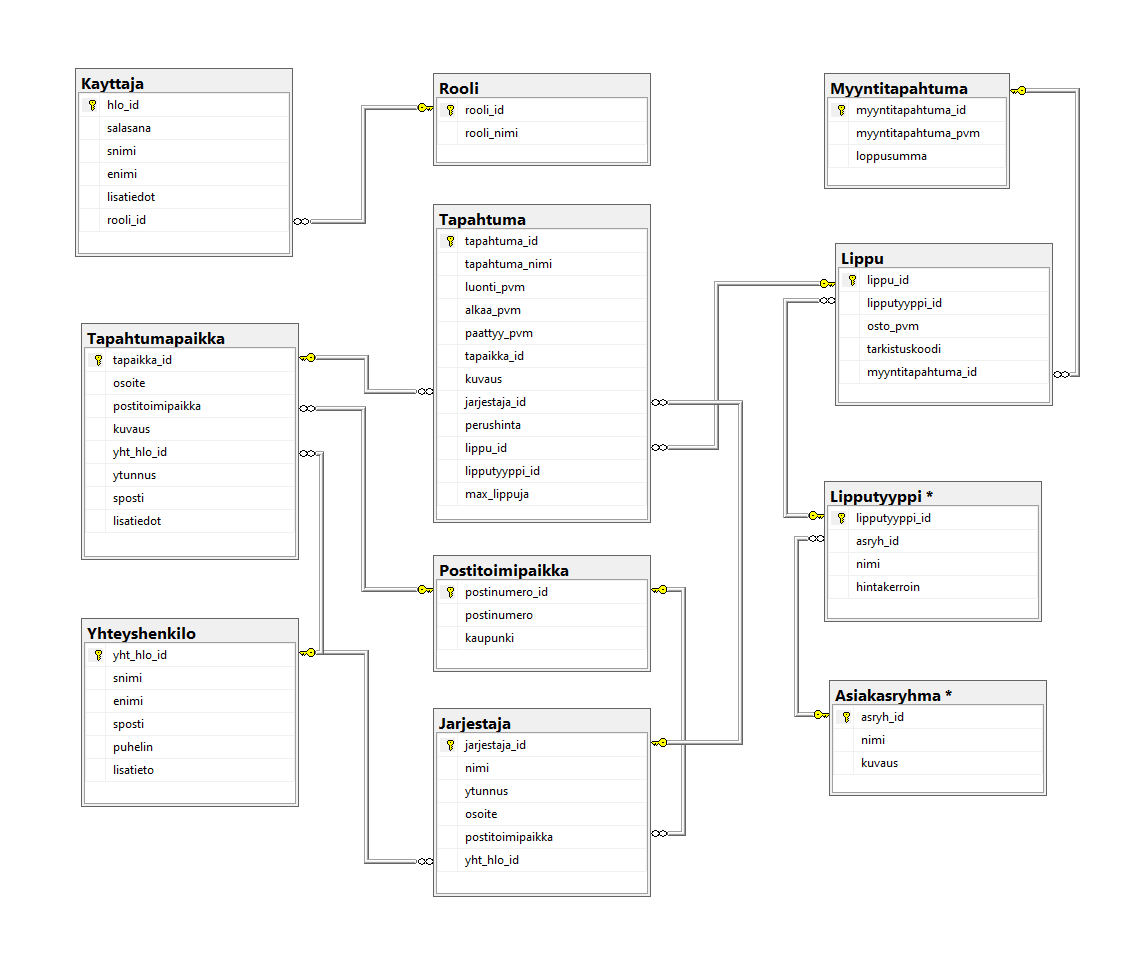 Kayttaja
hlo_id
salasana
snimi
enimi
lisatiedot
rooli_id
Rooli
rooli_id
rooli_nimi
Myyntitapahtuma
myyntitapahtuma_id
myyntitapahtuma_pvm
loppusumma
Tapahtuma
tapahtuma_id
tapahtuma_nimi
luonti_pvm
alkaa_pvm
paattyy_pvm
tapaikka_id
kuvaus
jarjestaja_id
perushinta
lippu_id
lipputyyppi_id
max_lippuja
Lippu
lippu_id
lipputyyppi_id
osto_pvm
tarkistuskoodi
myyntitapahtuma_id
Tapahtumapaikka
tapaikka_id
osoite
postitoimipaikka
kuvaus
yht_hlo_id
ytunnus
sposti
lisatiedot
Lipputyyppi *
lipputyyppi_id
asryh_id
nimi
hintakerroin
Postitoimipaikka
postinumero_id
postinumero
kaupunki
Yhteyshenkilo
yht_hlo_id
snimi
enimi
sposti
puhelin
lisatieto
Jarjestaja
jarjestaja_id
nimi
ytunnus
osoite
postitoimipaikka
yht_hlo_id
Asiakasryhma *
asryh_id
nimi
kuvaus